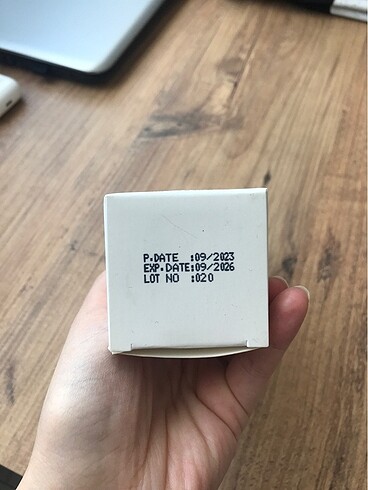 P.DATE :09/2023
EXP.DATE:09/2026
LOT NO :020